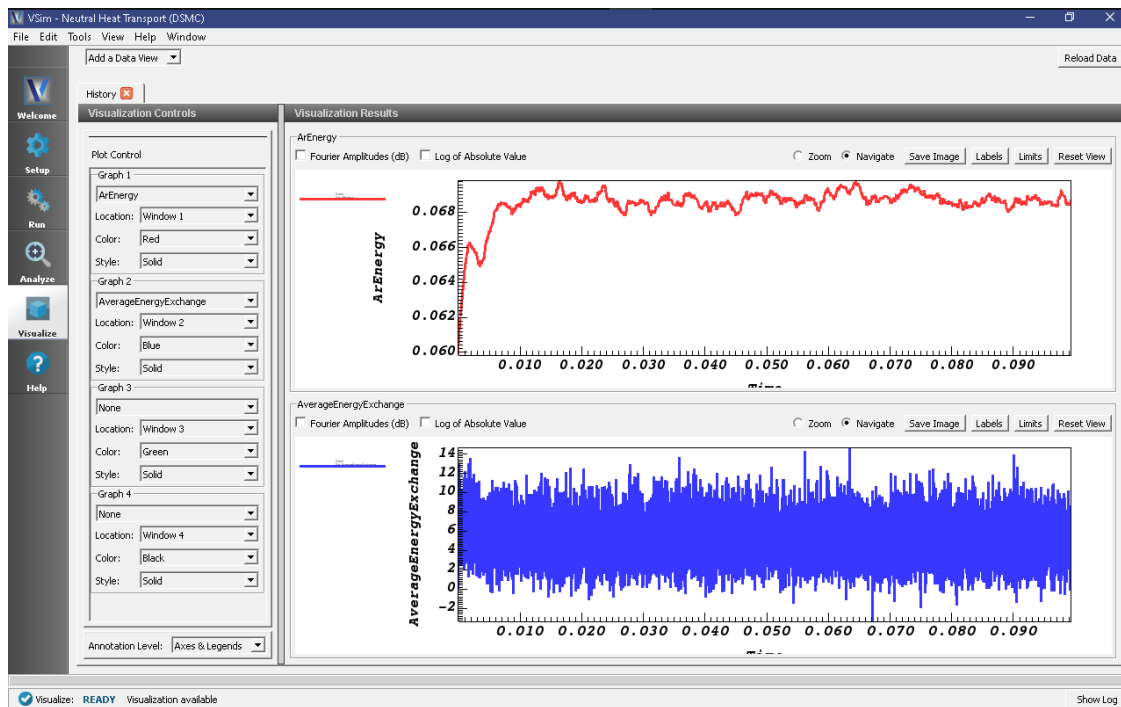 VSim - Neutral Heat Transport (DSMC)
File Edit Tools View Help Window
Add a Data View
Reload Data
History
Welcome
Setup
Run
Analyze
Visualize
Help
Visualization Controls
Plot Control
Graph 1
ArEnergy
Location: Window 1
Color: Red
Style: Solid
Graph 2
AverageEnergyExchange
Location: Window 2
Color: Blue
Style: Solid
Graph 3
None
Location: Window 3
Color: Green
Style: Solid
Graph 4
None
Location: Window 4
Color: Black
Style: Solid
Annotation Level: Axes & Legends
Visualization Results
ArEnergy
Fourier Amplitudes (dB) Log of Absolute Value Zoom Navigate Save Image Labels Limits Reset View
ArEnergy
0.068
0.066
0.064
0.062
0.060
0.010 0.020 0.030 0.040 0.050 0.060 0.070 0.080 0.090
Time
AverageEnergyExchange
Fourier Amplitudes (dB) Log of Absolute Value Zoom Navigate Save Image Labels Limits Reset View
AverageEnergyExchange
14
12
10
8
6
4
2
0
-2
0.010 0.020 0.030 0.040 0.050 0.060 0.070 0.080 0.090
Time
Visualize: READY Visualization available
Show Log